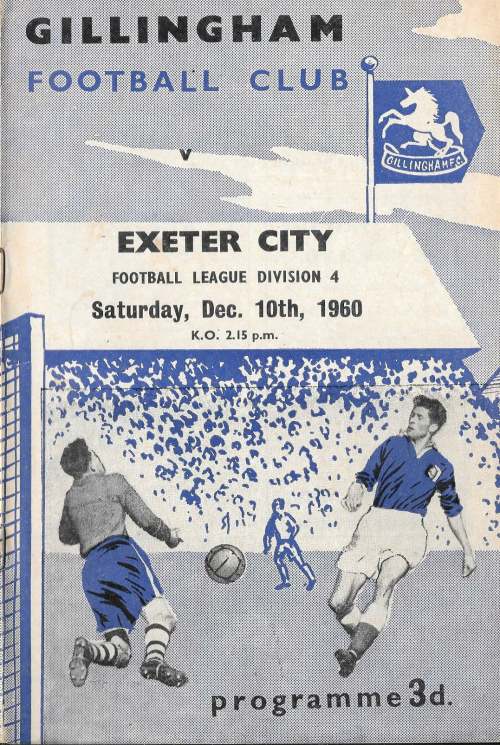 GILLINGHAM
FOOTBALL CLUB
GILLINGHAM F.C.
v
EXETER CITY
FOOTBALL LEAGUE DIVISION 4
Saturday, Dec. 10th, 1960
K.O. 2.15 p.m.
programme 3d.